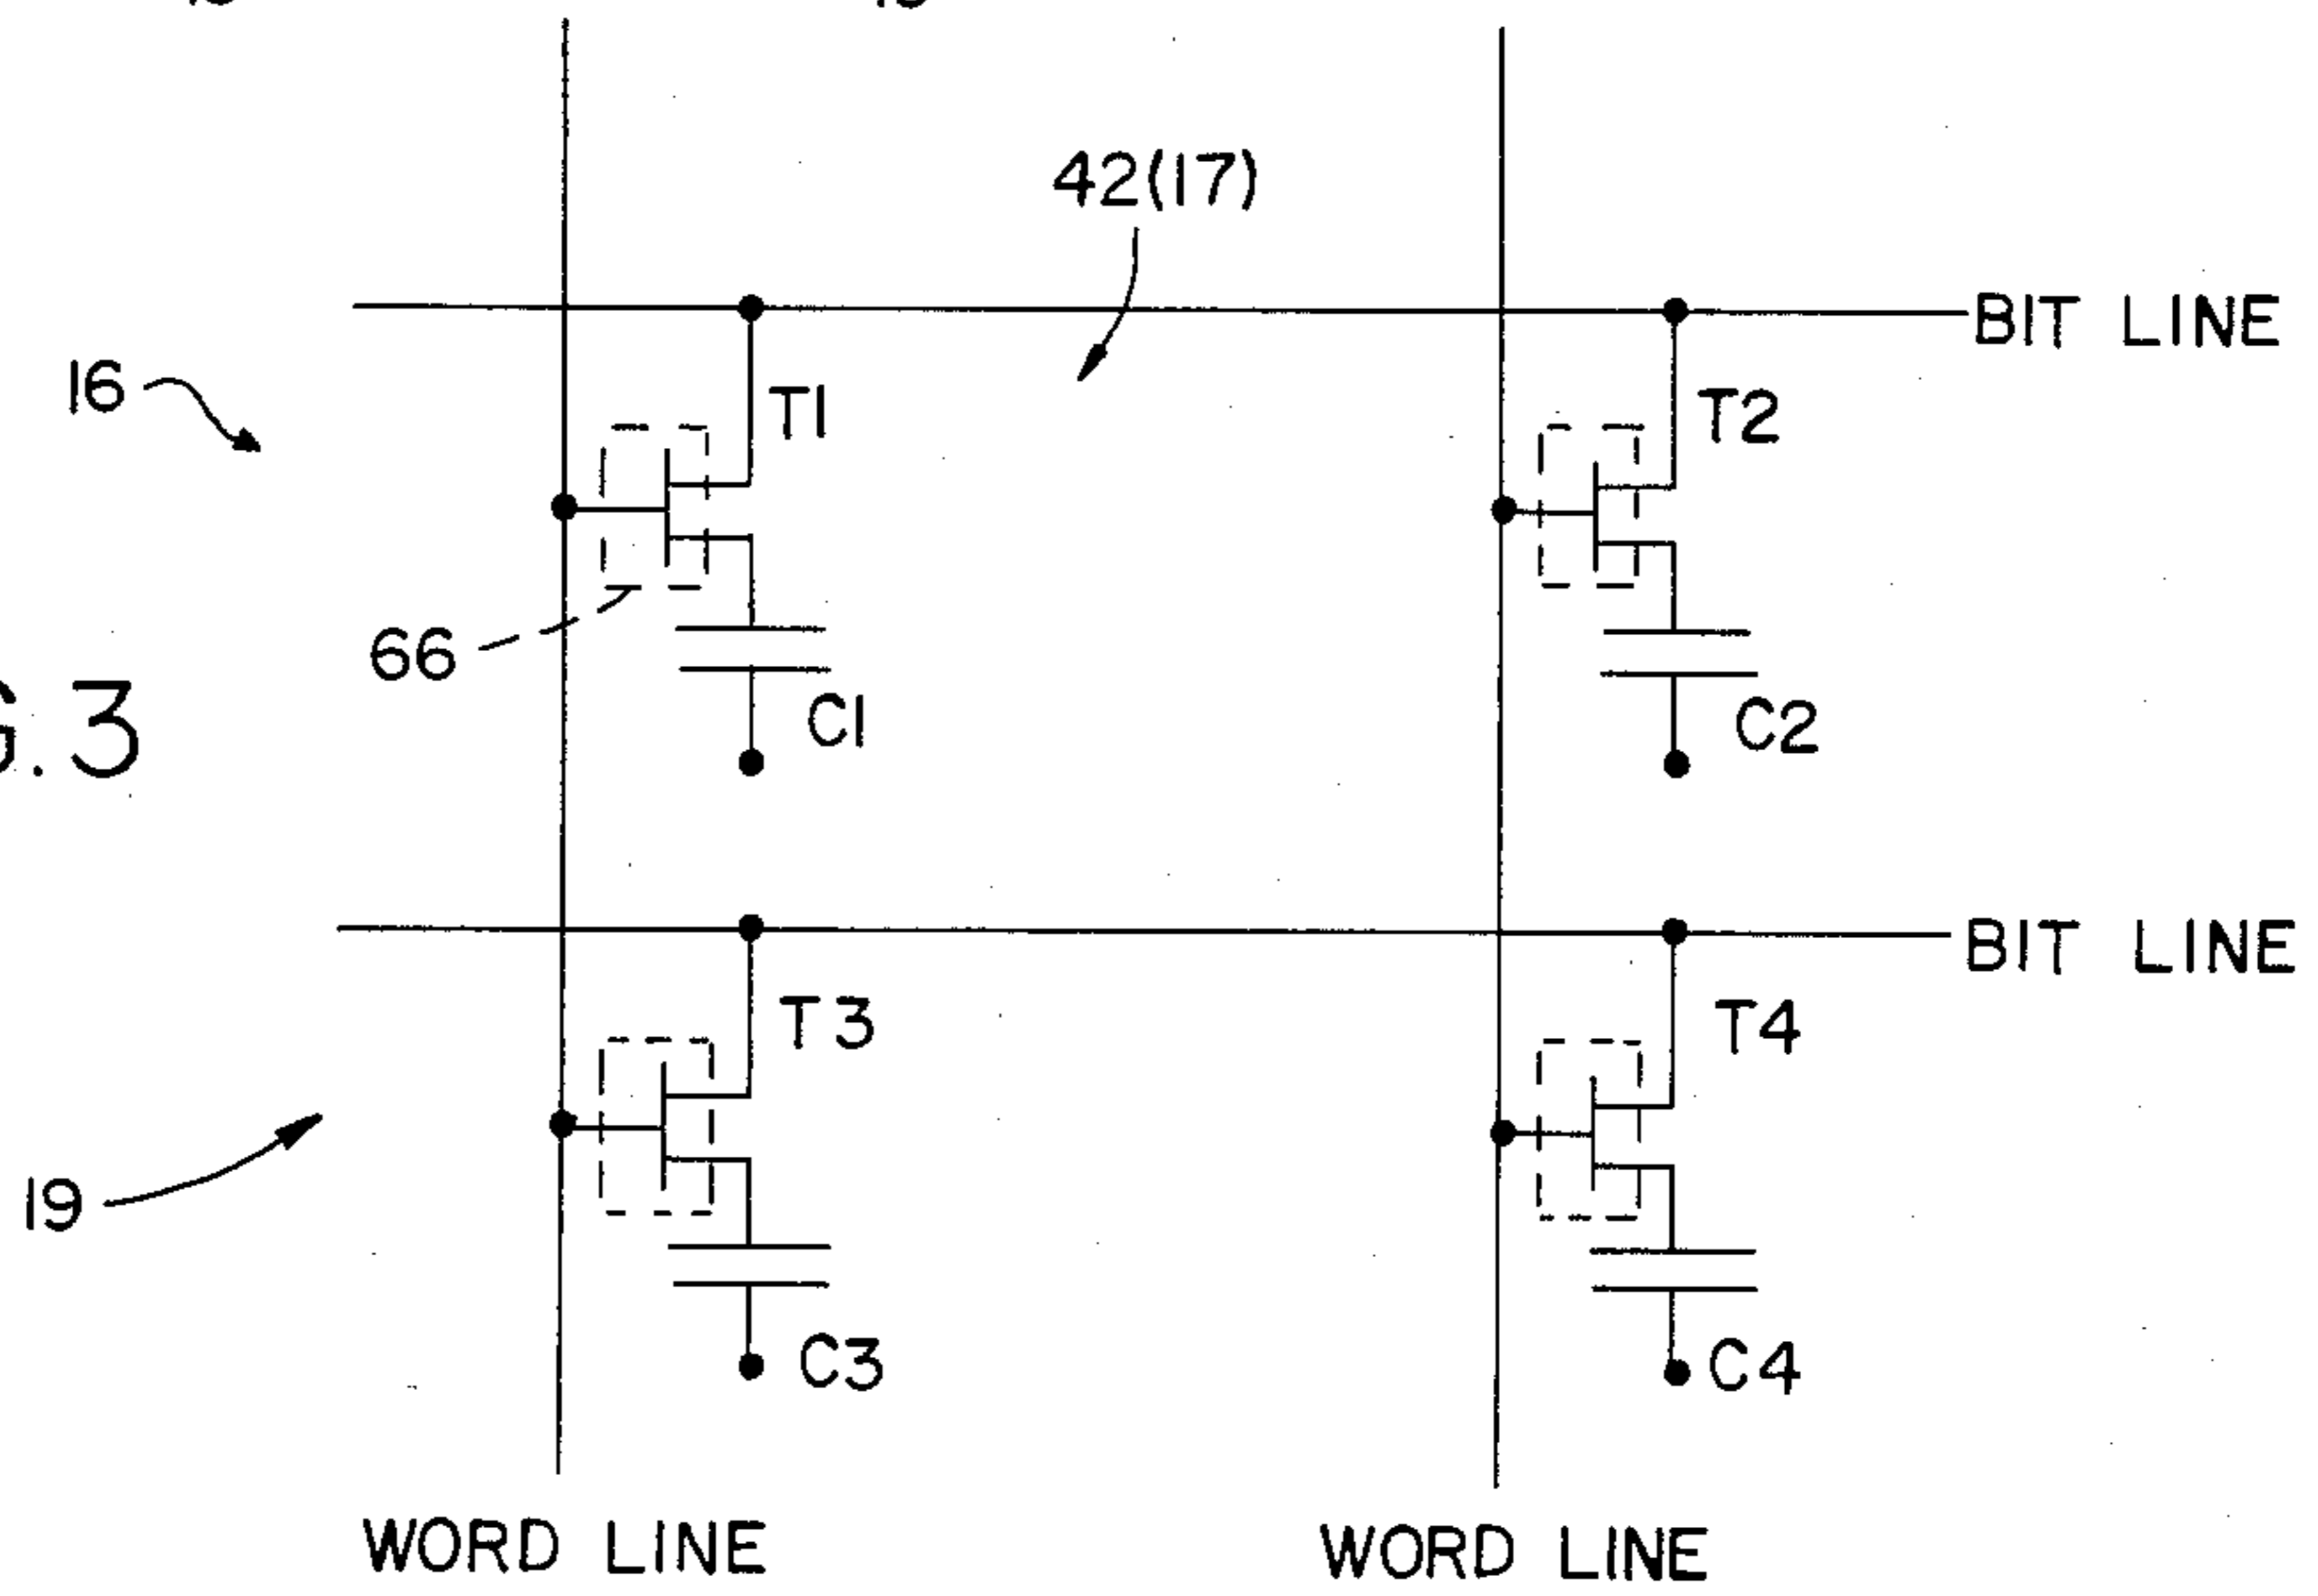 42(17)
BIT LINE
16
T1
T2
66
C1
C2
G.3
BIT LINE
T3
T4
19
C3
C4
WORD LINE
WORD LINE